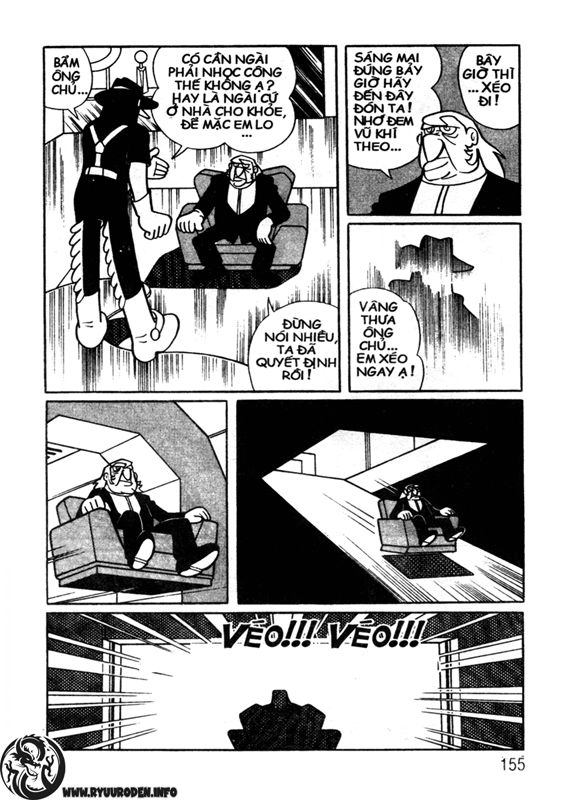 BẨM
ÔNG
CHỦ...
CÓ CẦN NGÀI
PHẢI NHỌC CÔNG
THẾ KHÔNG Ạ?
HAY LÀ NGÀI CỨ
Ở NHÀ CHO KHỎE,
ĐỂ MẶC EM LO
...
ĐỪNG
NÓI NHIỀU,
TA ĐÃ
QUYẾT ĐỊNH
RỒI!
SÁNG MAI
ĐÚNG BẢY
GIỜ HÃY
ĐẾN ĐÂY
ĐÓN TA!
NHỚ ĐEM
VŨ KHÍ
THEO...
BÂY
GIỜ THÌ
...XÉO
ĐI!
VÂNG
THƯA
ÔNG
CHỦ...
EM XÉO
NGAY Ạ!
VÉO!!! VÉO!!!
155
WWW.RYUURODEN.INFO